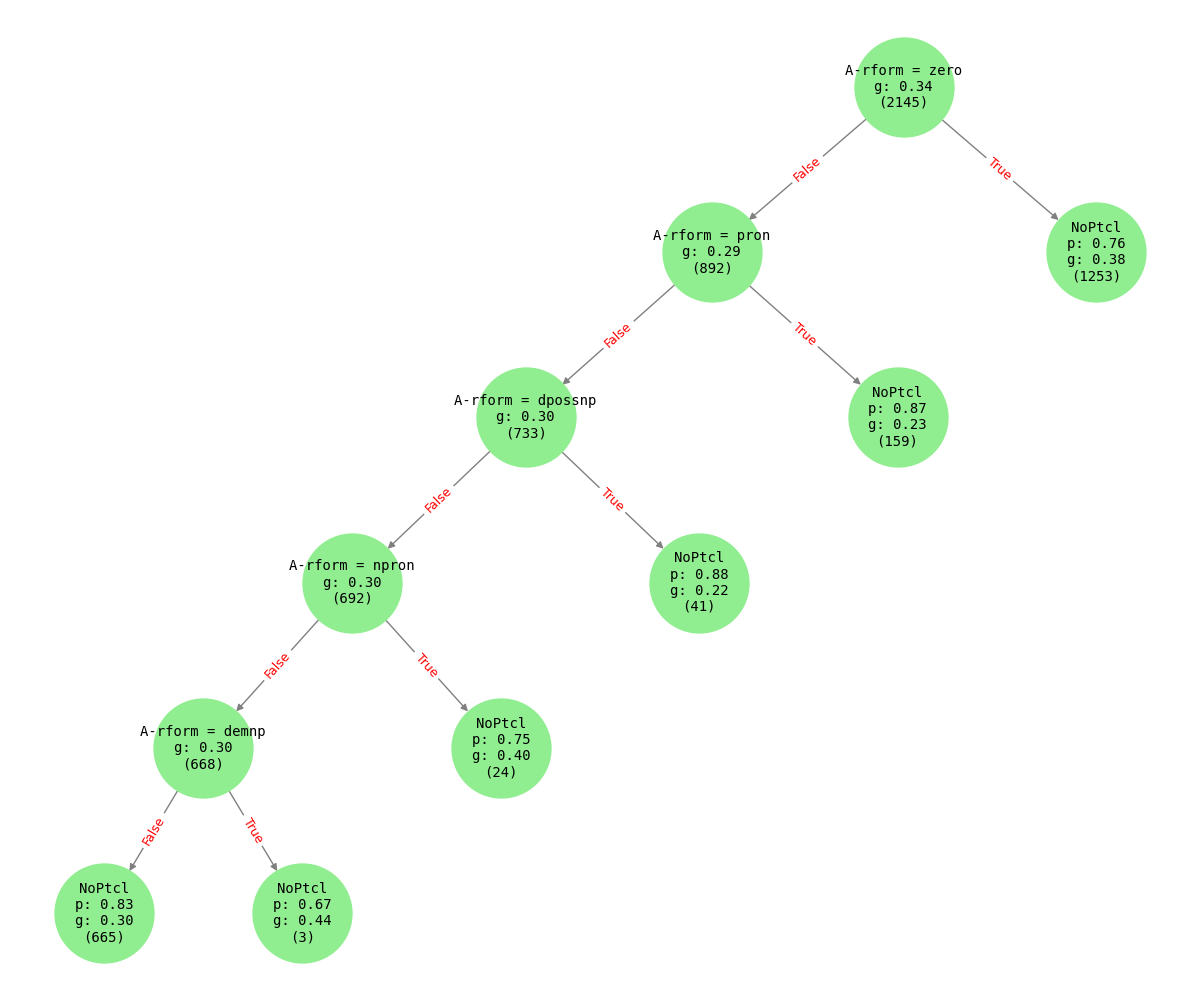 A-rform = zero
g: 0.34
(2145)
False
True
A-rform = pron
g: 0.29
(892)
NoPtcl
p: 0.76
g: 0.38
(1253)
False
True
A-rform = dpossnp
g: 0.30
(733)
NoPtcl
p: 0.87
g: 0.23
(159)
False
True
A-rform = npron
g: 0.30
(692)
NoPtcl
p: 0.88
g: 0.22
(41)
False
True
A-rform = demnp
g: 0.30
(668)
NoPtcl
p: 0.75
g: 0.40
(24)
False
True
NoPtcl
p: 0.83
g: 0.30
(665)
NoPtcl
p: 0.67
g: 0.44
(3)